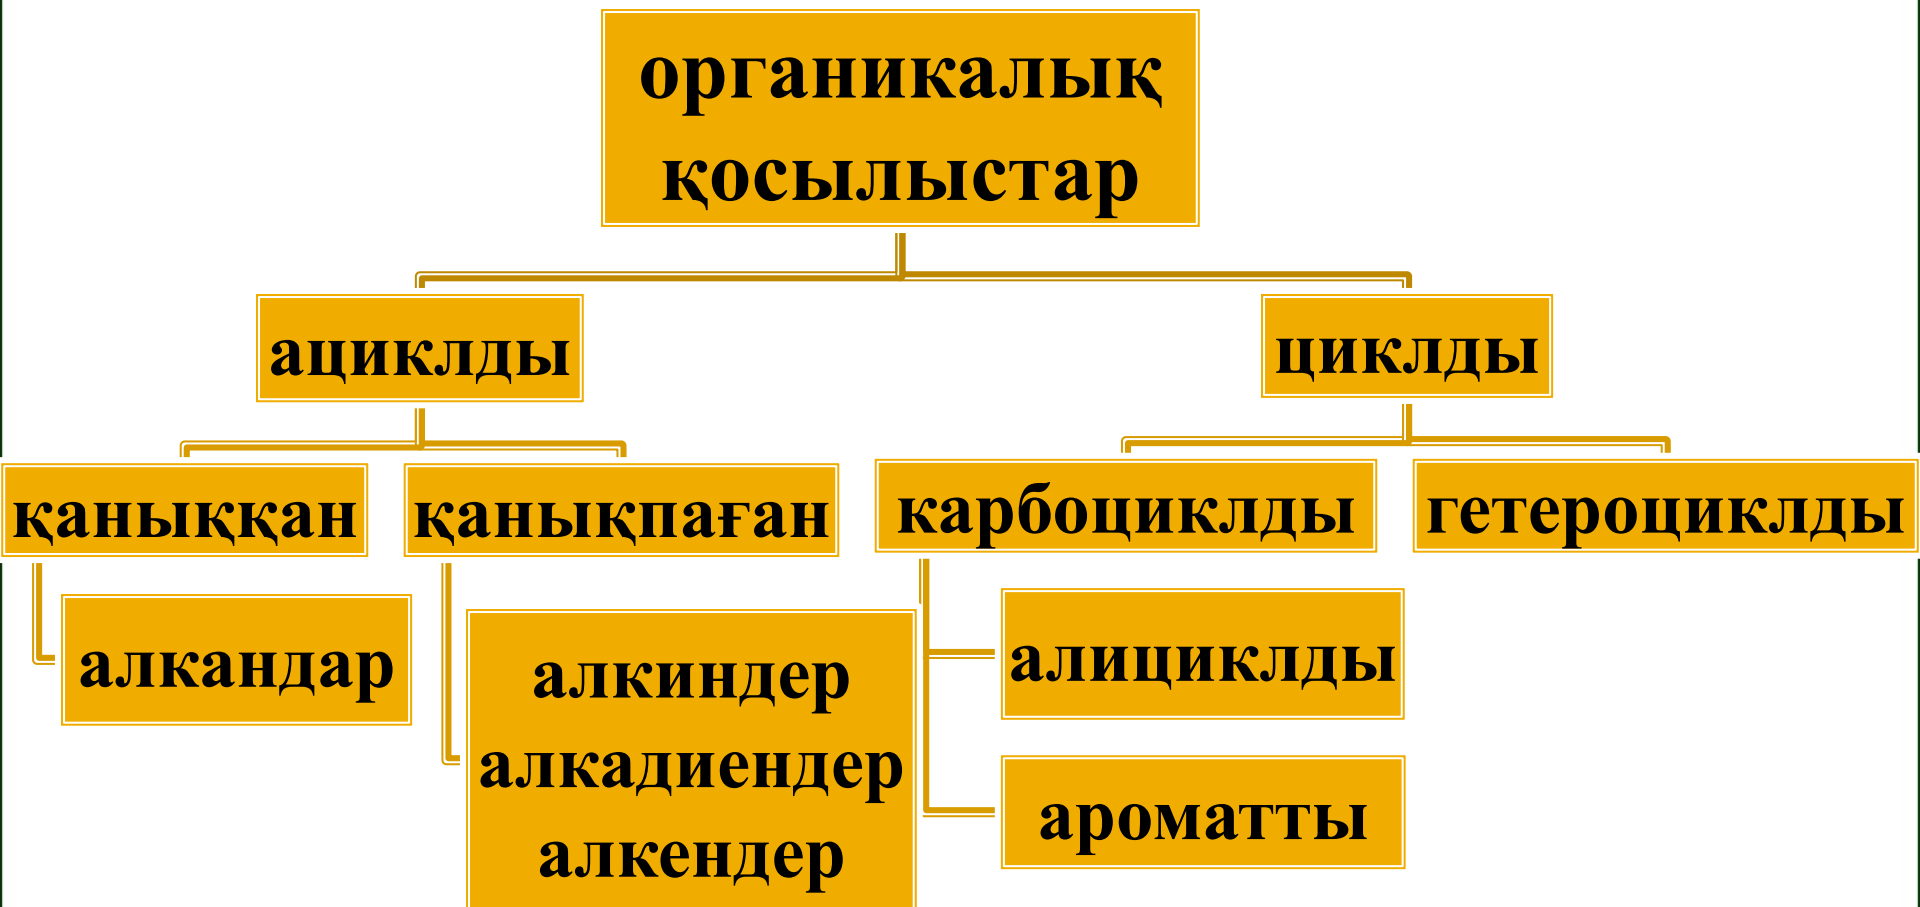 органикалық
қосылыстар
ациклды
циклды
қаныққан
қанықпаған
карбоциклды
гетероциклды
алкандар
алкиндер
алкадиендер
алкендер
алициклды
ароматты